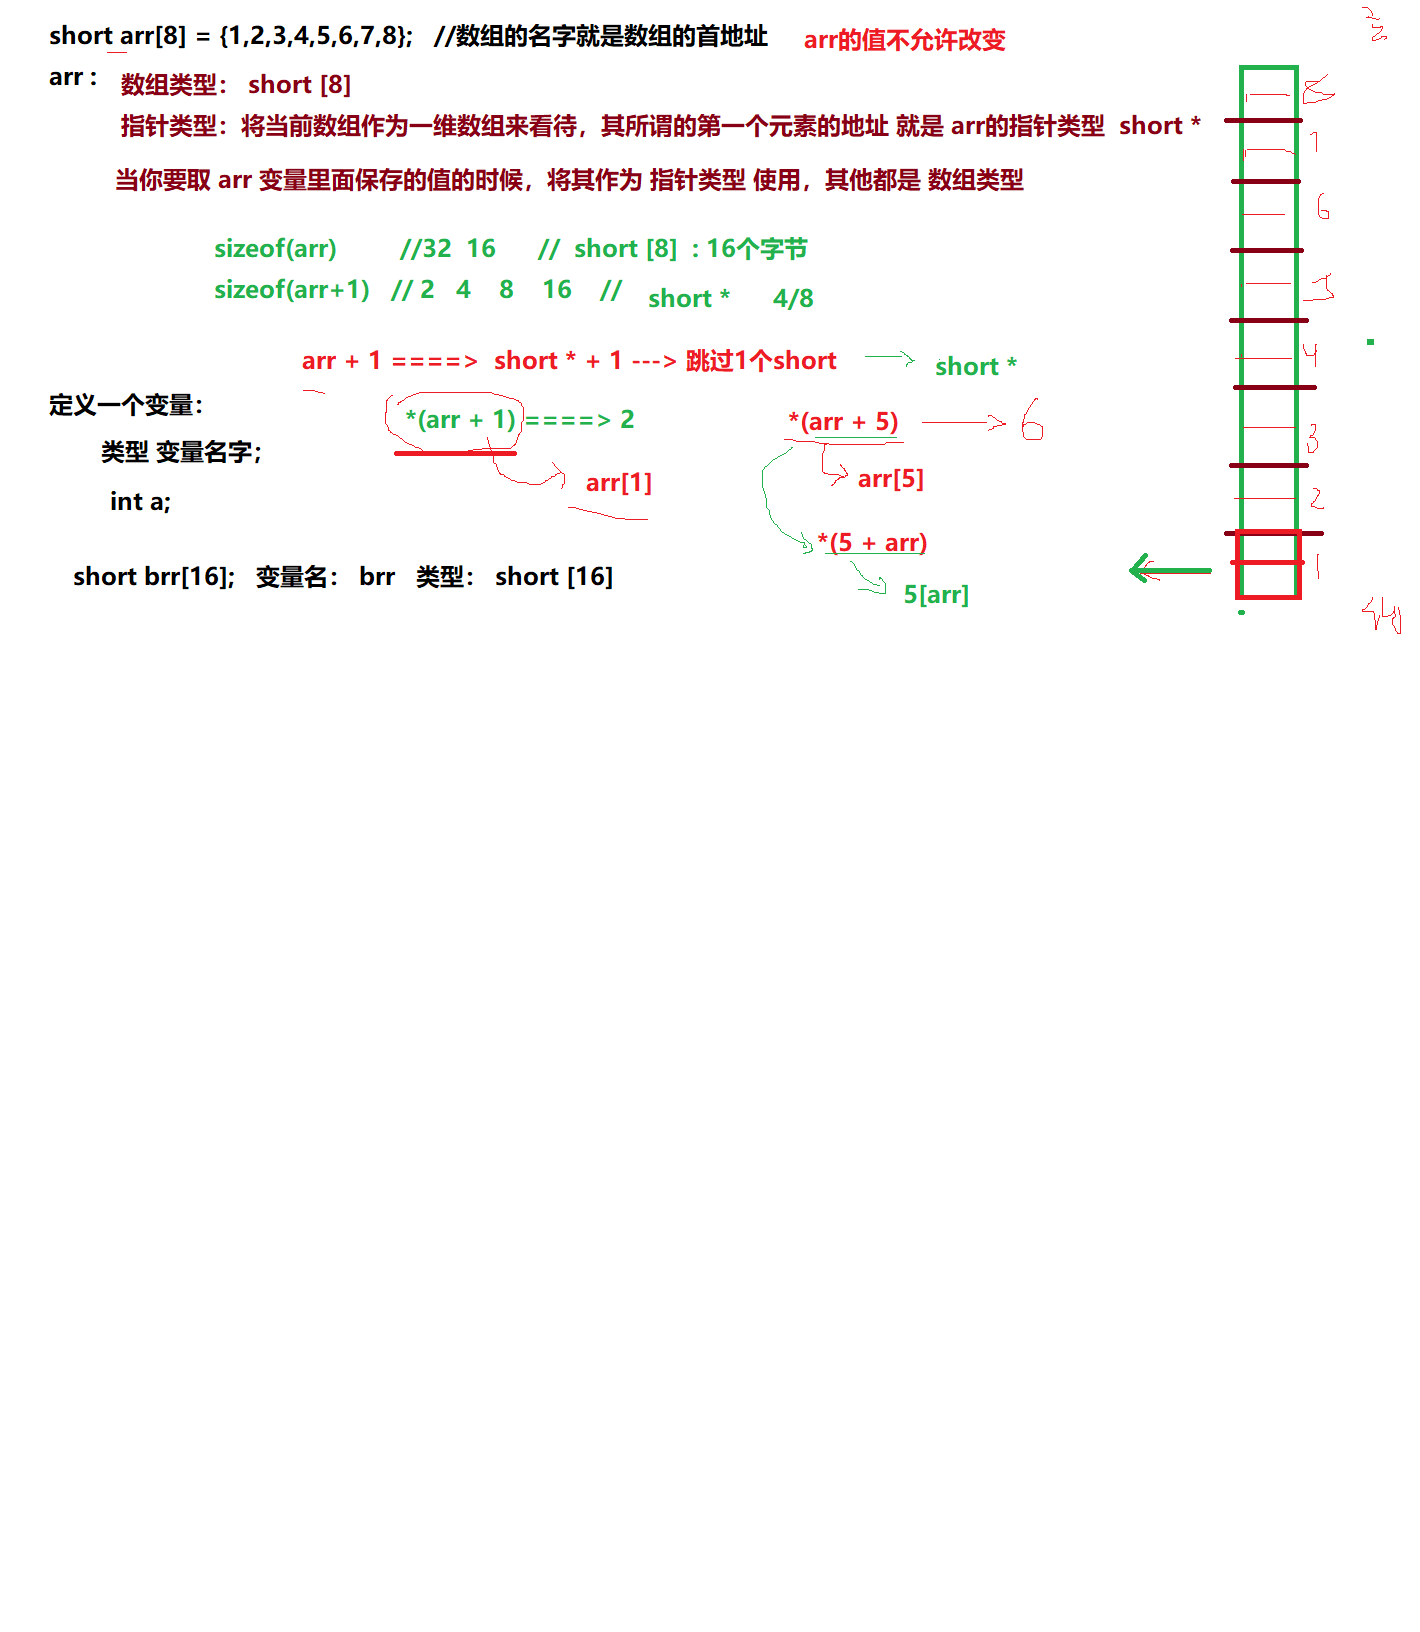 short arr[8] = {1,2,3,4,5,6,7,8};   //数组的名字就是数组的首地址   arr的值不允许改变
arr :   数组类型： short [8]
指针类型：将当前数组作为一维数组来看待，其所谓的第一个元素的地址 就是 arr的指针类型  short *
当你要取 arr 变量里面保存的值的时候，将其作为 指针类型 使用，其他都是 数组类型
sizeof(arr)   //32  16   //  short [8]  : 16个字节
sizeof(arr+1)   // 2   4   8   16   //   short *   4/8
arr + 1 ====>  short * + 1 ---> 跳过1个short   short *
定义一个变量：
*(arr + 1) ====> 2   *(arr + 5)   6
类型 变量名字；
arr[1]   arr[5]
int a;
*(5 + arr)
short brr[16];   变量名： brr   类型： short [16]
5[arr]
8
7
6
5
4
3
2
1